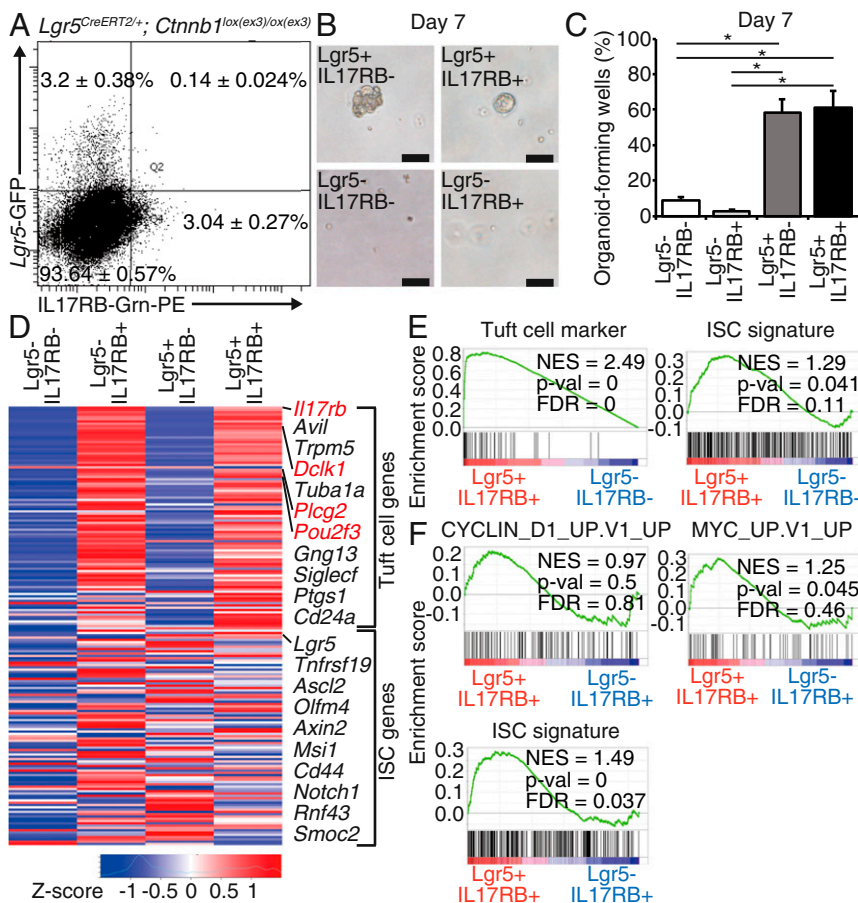 A
Lgr5CreERT2/+; Ctnnb1lox(ex3)/ox(ex3)
3.2 ± 0.38%
0.14 ± 0.024%
Q2
3.04 ± 0.27%
93.64 ± 0.57%
Lgr5-GFP
IL17RB-Grn-PE
B
Day 7
Lgr5+
IL17RB-
Lgr5+
IL17RB+
Lgr5-
IL17RB-
Lgr5-
IL17RB+
C
Day 7
Organoid-forming wells (%)
100
80
60
40
20
0
*
*
*
*
Lgr5-
IL17RB-
Lgr5-
IL17RB+
Lgr5+
IL17RB-
Lgr5+
IL17RB+
D
Lgr5-
IL17RB-
Lgr5-
IL17RB+
Lgr5+
IL17RB-
Lgr5+
IL17RB+
Il17rb
Avil
Trpm5
Dclk1
Tuba1a
Plcg2
Pou2f3
Gng13
Siglecf
Ptgs1
Cd24a
Tuft cell genes
Lgr5
Tnfrsf19
Ascl2
Olfm4
Axin2
Msi1
Cd44
Notch1
Rnf43
Smoc2
ISC genes
Z-score
-1 -0.5 0 0.5 1
E
Tuft cell marker
Enrichment score
0.8
0.6
0.4
0.2
0.0
NES = 2.49
p-val = 0
FDR = 0
Lgr5+
IL17RB+
Lgr5-
IL17RB-
ISC signature
0.3
0.2
0.1
0.0
-0.1
NES = 1.29
p-val = 0.041
FDR = 0.11
Lgr5+
IL17RB+
Lgr5-
IL17RB-
F
CYCLIN_D1_UP.V1_UP
Enrichment score
0.2
0.1
0.0
-0.1
NES = 0.97
p-val = 0.5
FDR = 0.81
Lgr5+
IL17RB+
Lgr5-
IL17RB+
MYC_UP.V1_UP
0.3
0.2
0.1
0.0
-0.1
NES = 1.25
p-val = 0.045
FDR = 0.46
Lgr5+
IL17RB+
Lgr5-
IL17RB+
ISC signature
0.3
0.2
0.1
0.0
NES = 1.49
p-val = 0
FDR = 0.037
Lgr5+
IL17RB+
Lgr5-
IL17RB+